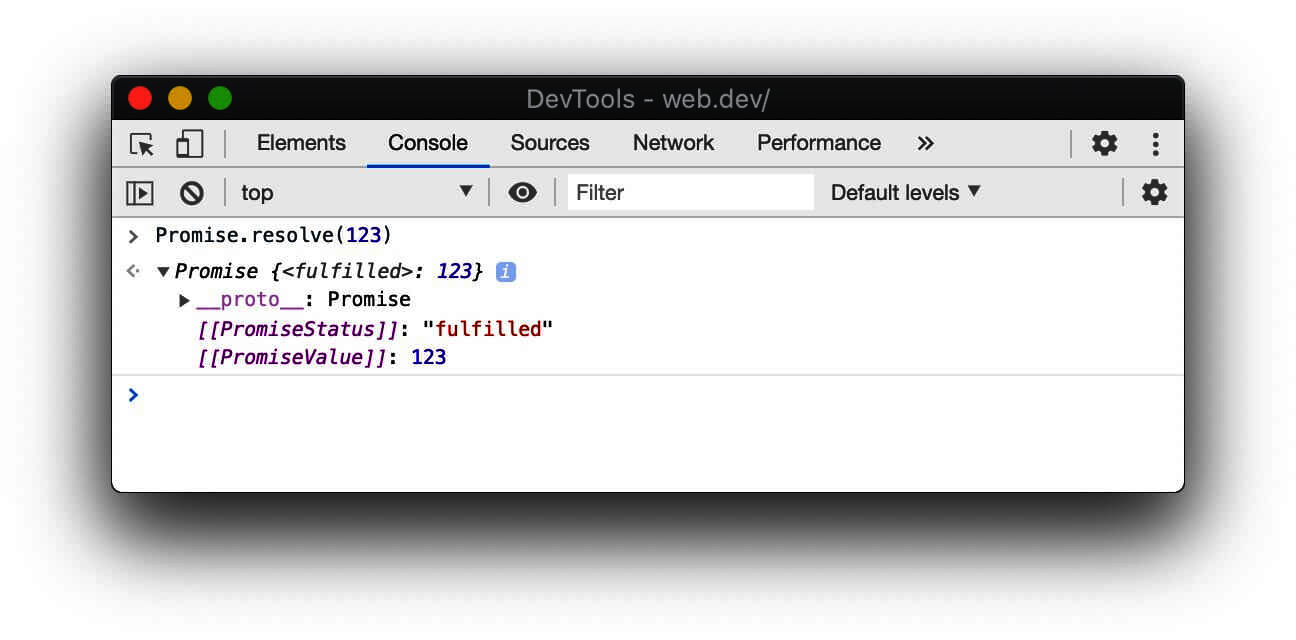 DevTools - web.dev/
Elements Console Sources Network Performance »
top ▼ Filter Default levels ▼
> Promise.resolve(123)
<· ▼ Promise {<fulfilled>: 123} i
▶ __proto__: Promise
[[PromiseStatus]]: "fulfilled"
[[PromiseValue]]: 123
>